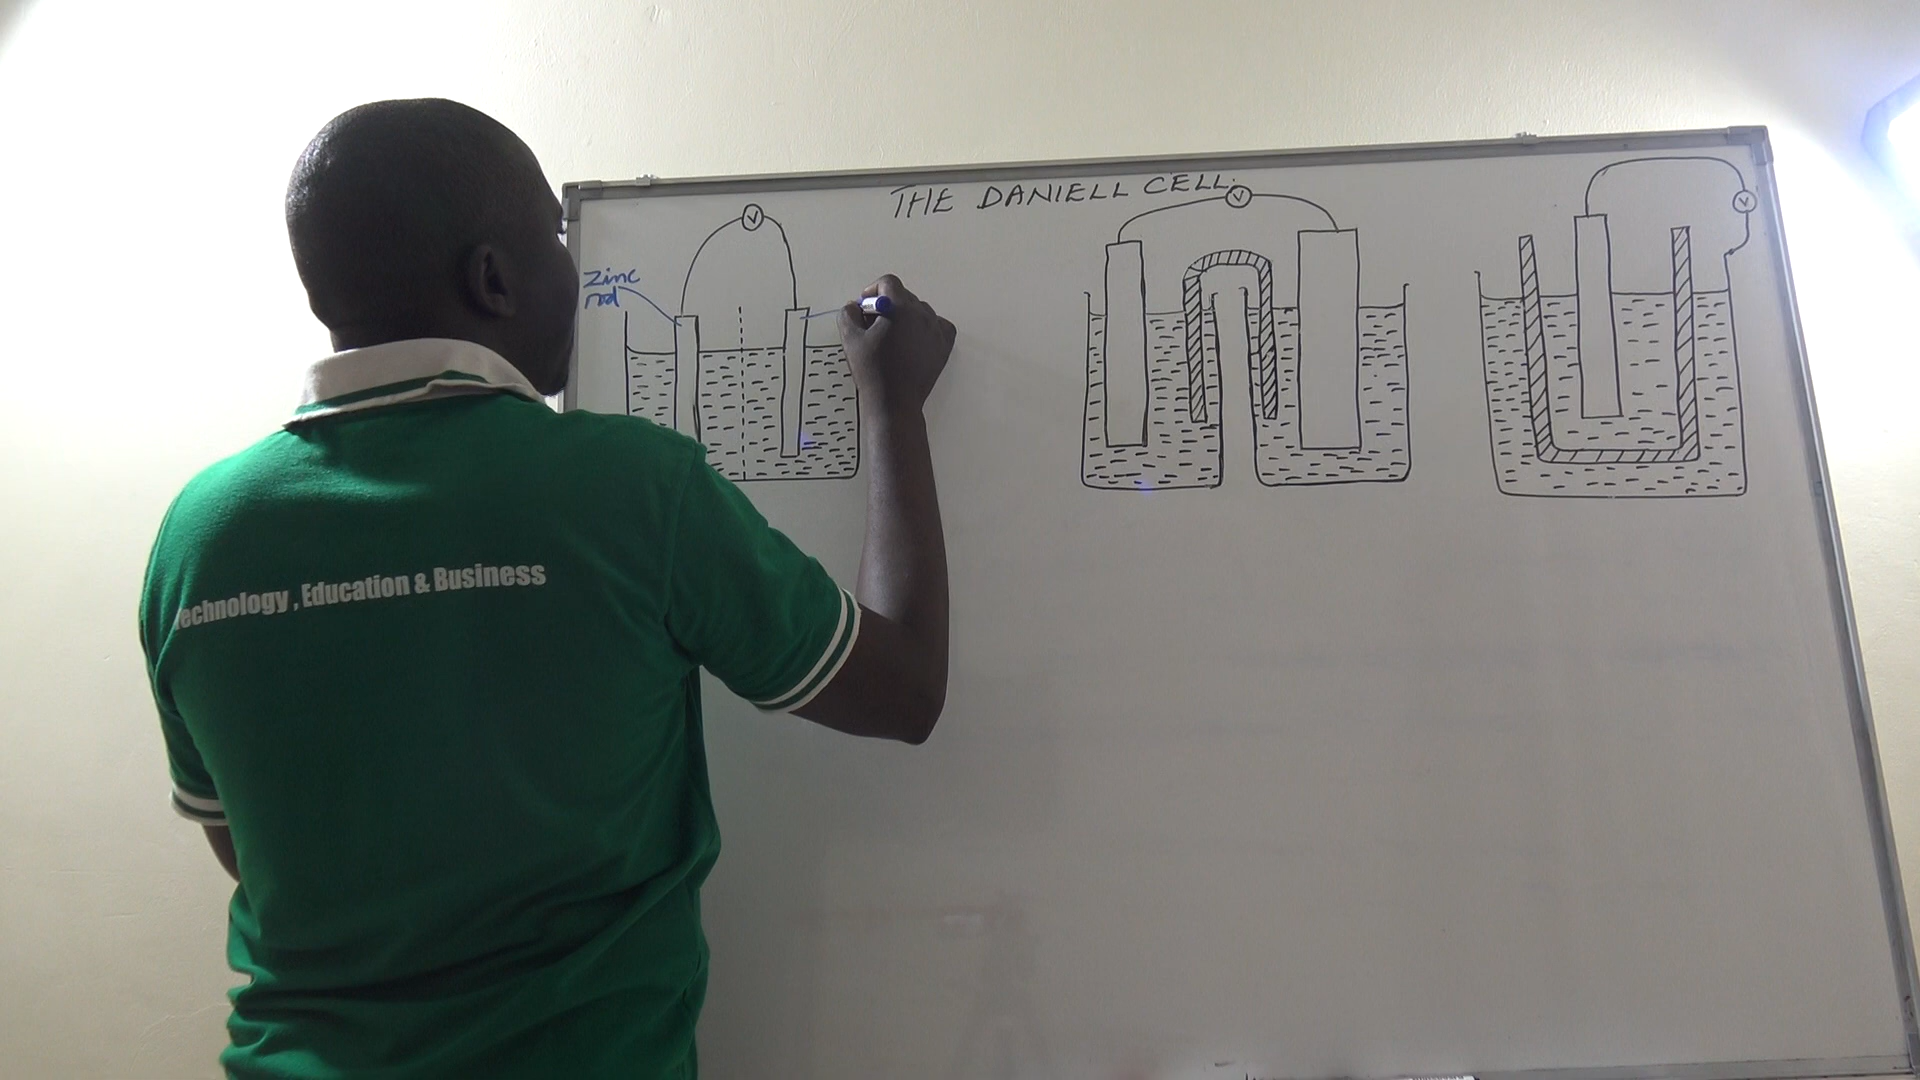 THE DANIELL CELL.
V
V
V
Zinc
rod
Technology , Education & Business